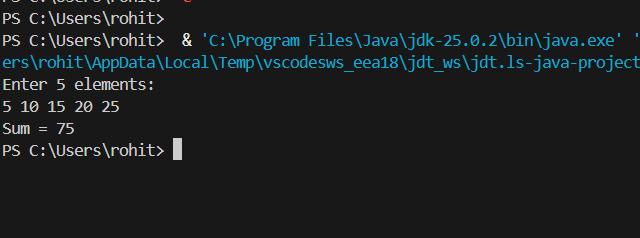 PS C:\Users\rohit>
PS C:\Users\rohit>
PS C:\Users\rohit>  & 'C:\Program Files\Java\jdk-25.0.2\bin\java.exe' '
ers\rohit\AppData\Local\Temp\vscodesws_eea18\jdt_ws\jdt.ls-java-project
Enter 5 elements:
5 10 15 20 25
Sum = 75
PS C:\Users\rohit>